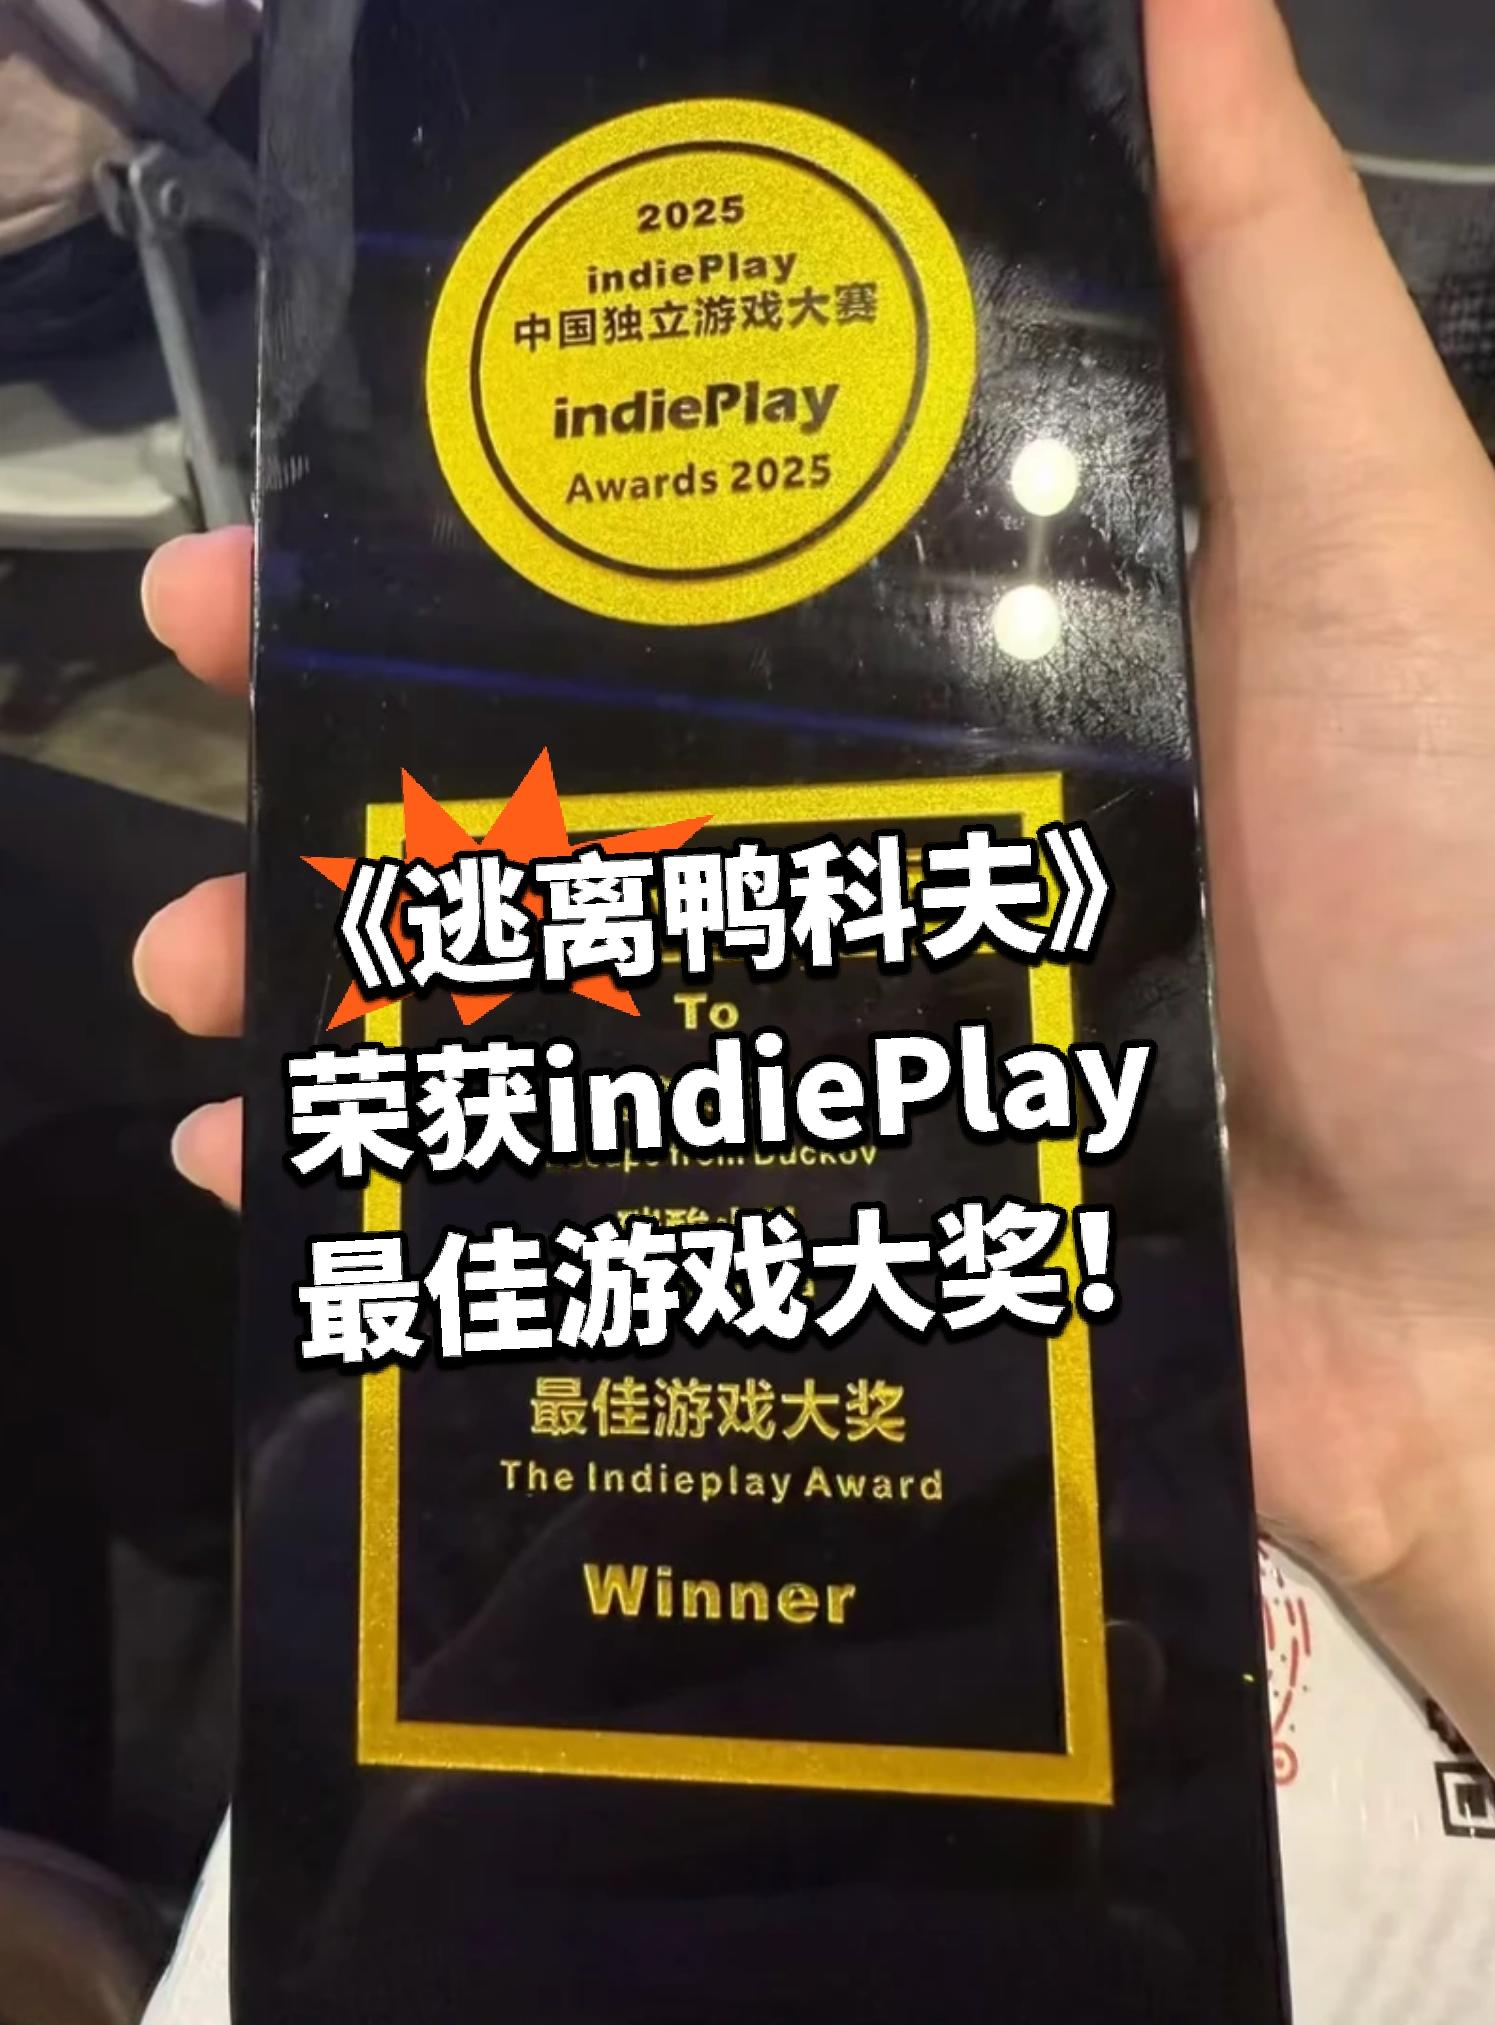 2025
indiePlay
中国独立游戏大赛
indiePlay
Awards 2025
《逃离鸭科夫》
To
荣获indiePlay
from Duckov
最佳游戏大奖！
最佳游戏大奖
The Indieplay Award
Winner